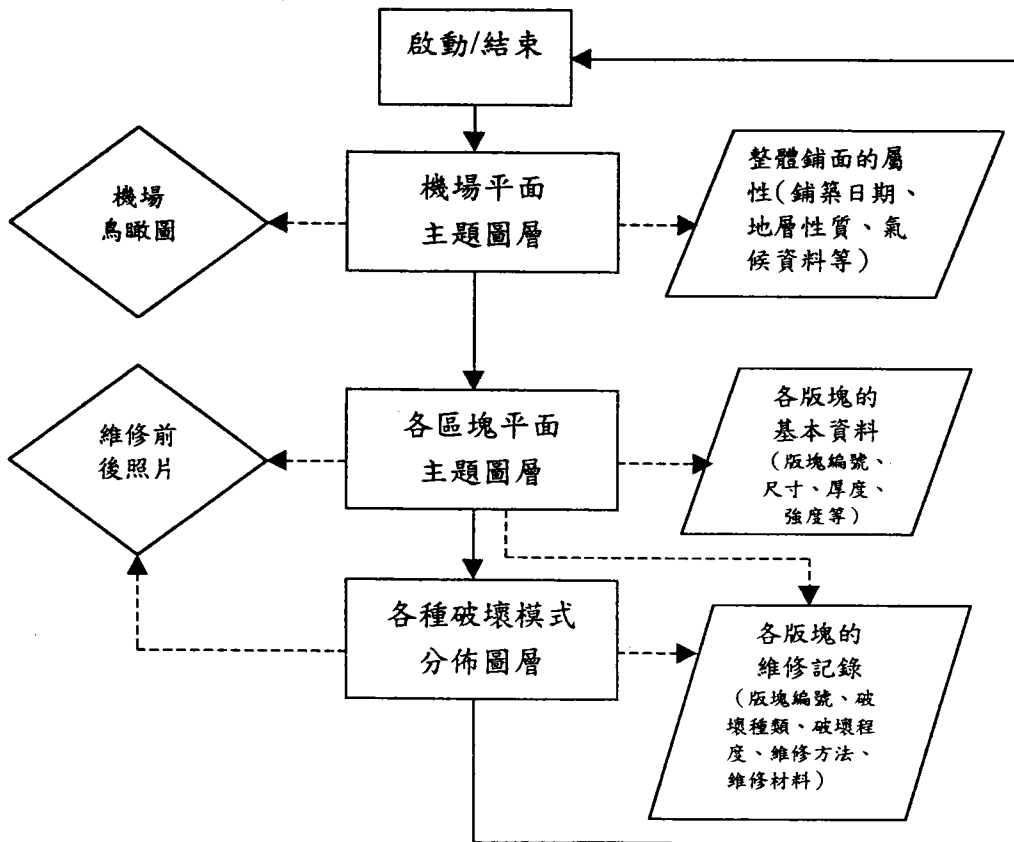 啟動/結束
機場
鳥瞰圖
機場平面
主題圖層
整體鋪面的屬
性(鋪築日期、
地層性質、氣
候資料等)
維修前
後照片
各區塊平面
主題圖層
各版塊的
基本資料
(版塊編號、
尺寸、厚度、
強度等)
各種破壞模式
分佈圖層
各版塊的
維修記錄
(版塊編號、破
壞種類、破壞程
度、維修方法、
維修材料)